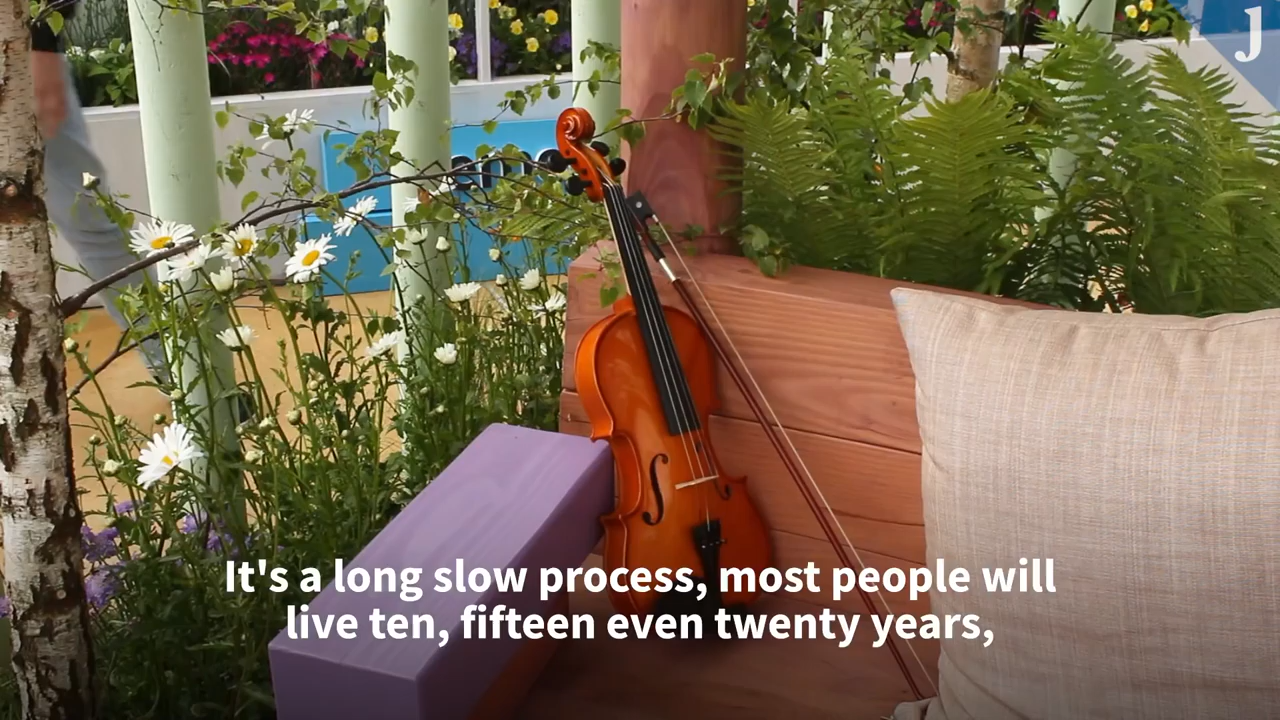 J
It's a long slow process, most people will
live ten, fifteen even twenty years,